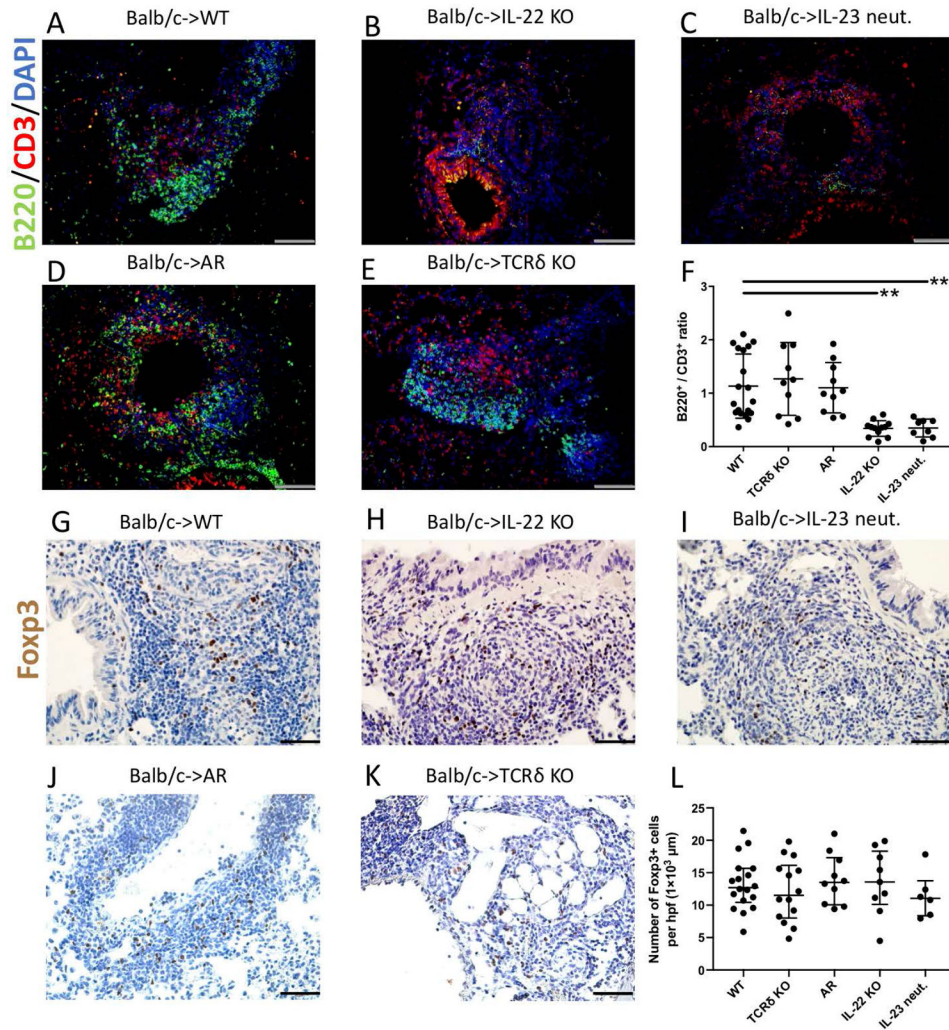 A
Balb/c->WT
B
Balb/c->IL-22 KO
C
Balb/c->IL-23 neut.
B220/CD3/DAPI
D
Balb/c->AR
E
Balb/c->TCRδ KO
F
3
2
1
0
B220⁺ / CD3⁺ ratio
**
**
WT
TCRδ KO
AR
IL-22 KO
IL-23 neut.
G
Balb/c->WT
H
Balb/c->IL-22 KO
I
Balb/c->IL-23 neut.
Foxp3
J
Balb/c->AR
K
Balb/c->TCRδ KO
L
25
20
15
10
5
0
Number of Foxp3+ cells
per hpf (1×10³ μm)
WT
TCRδ KO
AR
IL-22 KO
IL-23 neut.